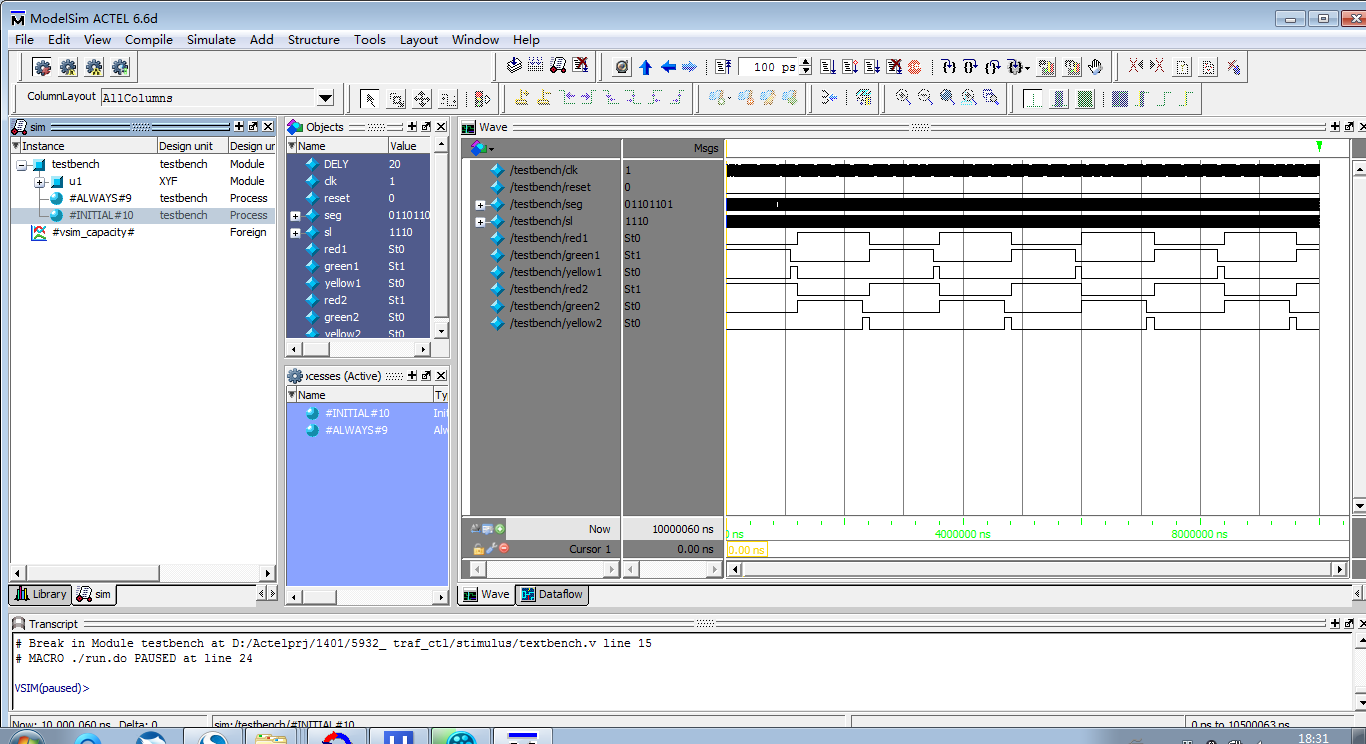 ModelSim ACTEL 6.6d
File Edit View Compile Simulate Add Structure Tools Layout Window Help
100 ps
ColumnLayout AllColumns
sim
Instance Design unit Design ur
testbench testbench Module
u1 XYF Module
#ALWAYS#9 testbench Process
#INITIAL#10 testbench Process
#vsim_capacity# Foreign
Library sim
Objects
Name Value
DELY 20
clk 1
reset 0
seg 0110110
sl 1110
red1 St0
green1 St1
yellow1 St0
red2 St1
green2 St0
yellow2 St0
ocesses (Active)
Name Ty
#INITIAL#10 Init
#ALWAYS#9 Alw
Wave
Msgs
/testbench/clk 1
/testbench/reset 0
/testbench/seg 01101101
/testbench/sl 1110
/testbench/red1 St0
/testbench/green1 St1
/testbench/yellow1 St0
/testbench/red2 St1
/testbench/green2 St0
/testbench/yellow2 St0
Now 10000060 ns ns 4000000 ns 8000000 ns
Cursor 1 0.00 ns 0.00 ns
Wave Dataflow
Transcript
# Break in Module testbench at D:/Actelprj/1401/5932_ traf_ctl/stimulus/textbench.v line 15
# MACRO ./run.do PAUSED at line 24
VSIM(paused)>
Now: 10,000,060 ns Delta: 0 sim:/testbench/#INITIAL#10 0 ns to 10500063 ns
18:31